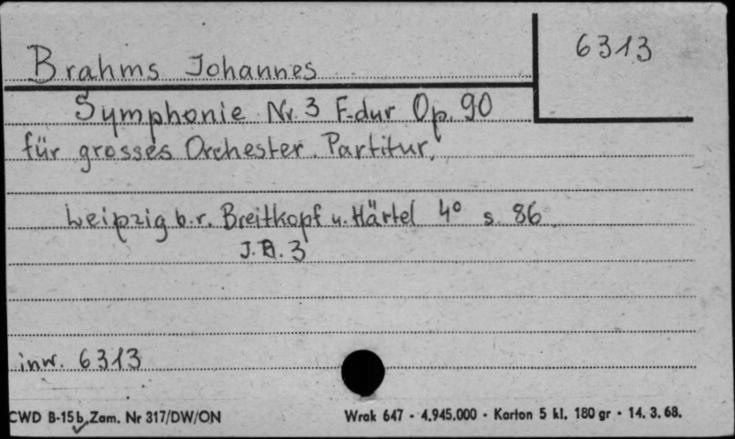 6313
Brahms Johannes
Symphonie Nr. 3 F-dur Op. 90
für grosses Orchester. Partitur.
Leipzig b.r. Breitkopf u. Härtel 4° s. 86
J.B. 3
inw. 6313
CWD B-15b, Zam. Nr 317/DW/ON
Wrak 647 - 4.945.000 - Karton 5 kl. 180 gr - 14. 3. 68.